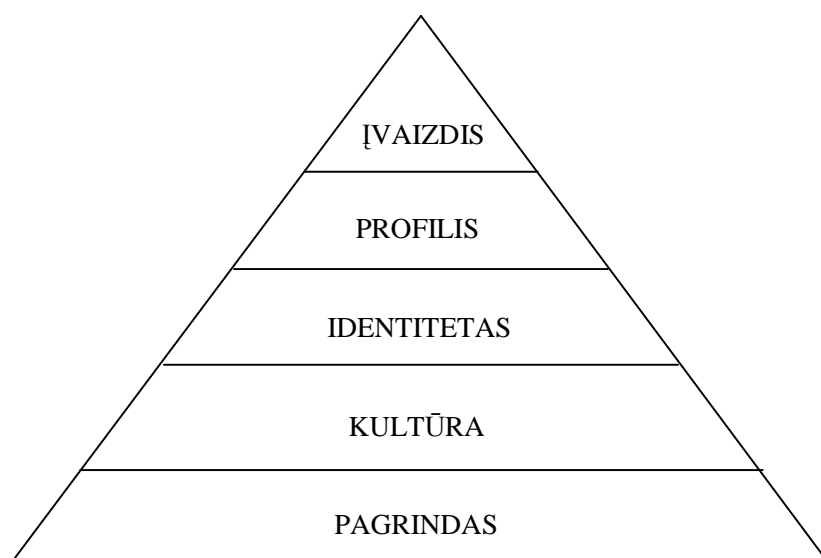 ĮVAIZDIS
PROFILIS
IDENTITETAS
KULTŪRA
PAGRINDAS